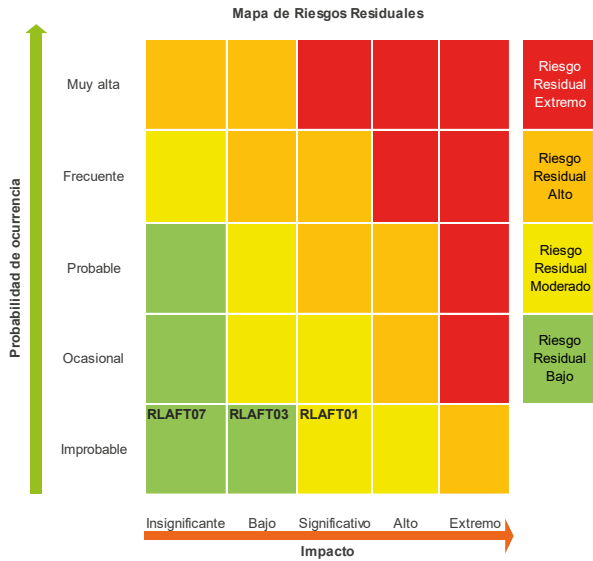 Mapa de Riesgos Residuales
Probabilidad de ocurrencia
Muy alta
Frecuente
Probable
Ocasional
Improbable
RLAFT07 RLAFT03 RLAFT01
Insignificante Bajo Significativo Alto Extremo
Impacto
Riesgo
Residual
Extremo
Riesgo
Residual
Alto
Riesgo
Residual
Moderado
Riesgo
Residual
Bajo